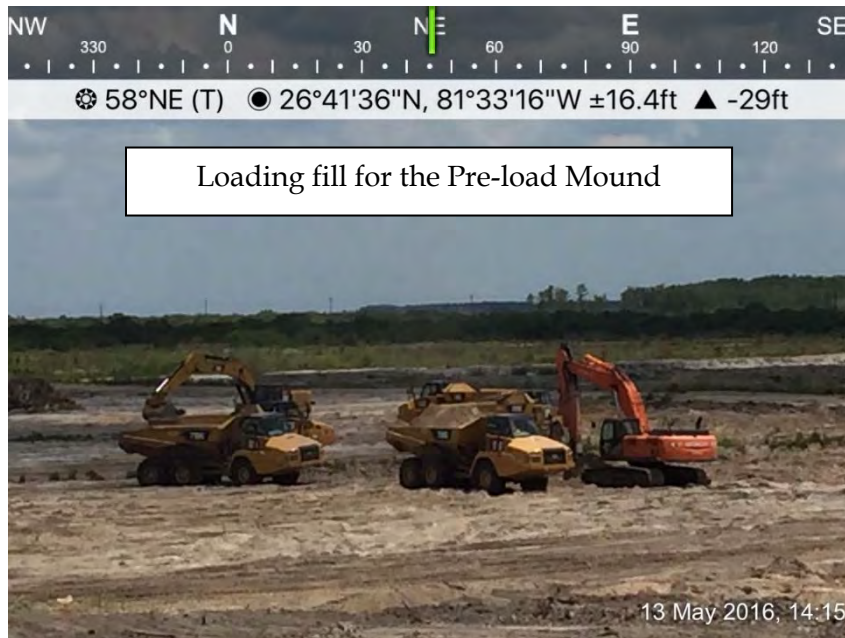 NW N NE E SE
330 0 30 60 90 120
58°NE (T) 26°41'36"N, 81°33'16"W ±16.4ft ▲ -29ft
Loading fill for the Pre-load Mound
13 May 2016, 14:15